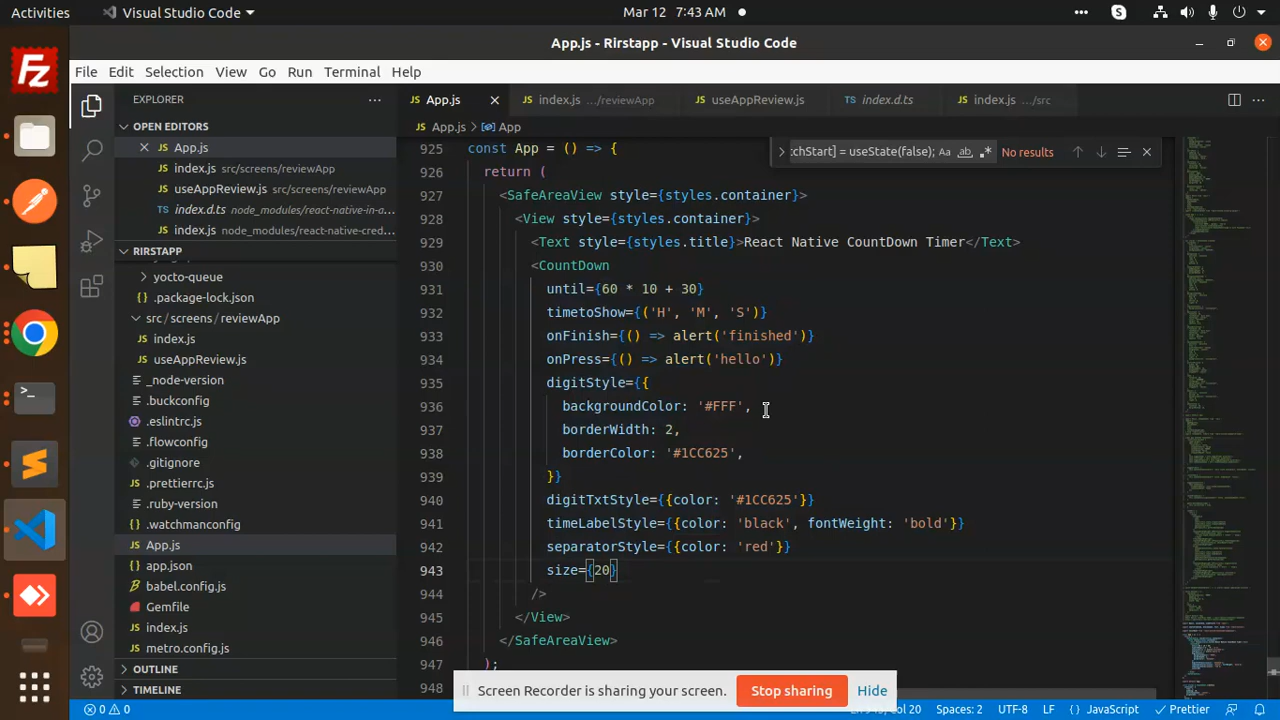 Activities
Visual Studio Code
Mar 12 7:43 AM
App.js - Rirstapp - Visual Studio Code
File Edit Selection View Go Run Terminal Help
EXPLORER
OPEN EDITORS
App.js
index.js src/screens/reviewApp
useAppReview.js src/screens/reviewApp
index.d.ts node_modules/react-native-in-a...
index.js node_modules/react-native-cred...
RIRSTAPP
yocto-queue
.package-lock.json
src/screens/reviewApp
index.js
useAppReview.js
_node-version
.buckconfig
.eslintrc.js
.flowconfig
.gitignore
.prettierrc.js
.ruby-version
.watchmanconfig
App.js
app.json
babel.config.js
Gemfile
index.js
metro.config.js
OUTLINE
TIMELINE
App.js
index.js .../reviewApp
useAppReview.js
index.d.ts
index.js .../src
App.js > App
chStart] = useState(false);
No results
925 const App = () => {
926 return (
927 <SafeAreaView style={styles.container}>
928 <View style={styles.container}>
929 <Text style={styles.title}>React Native CountDown Timer</Text>
930 <CountDown
931 until={60 * 10 + 30}
932 timetoShow={('H', 'M', 'S')}
933 onFinish={() => alert('finished')}
934 onPress={() => alert('hello')}
935 digitStyle={{
936 backgroundColor: '#FFF',
937 borderWidth: 2,
938 borderColor: '#1CC625',
939 }}
940 digitTxtStyle={{color: '#1CC625'}}
941 timeLabelStyle={{color: 'black', fontWeight: 'bold'}}
942 separatorStyle={{color: 'red'}}
943 size={20}
944 />
945 </View>
946 </SafeAreaView>
947 );
948
Screen Recorder is sharing your screen.
Stop sharing
Hide
0 0
Col 20
Spaces: 2
UTF-8
LF
{ } JavaScript
Prettier